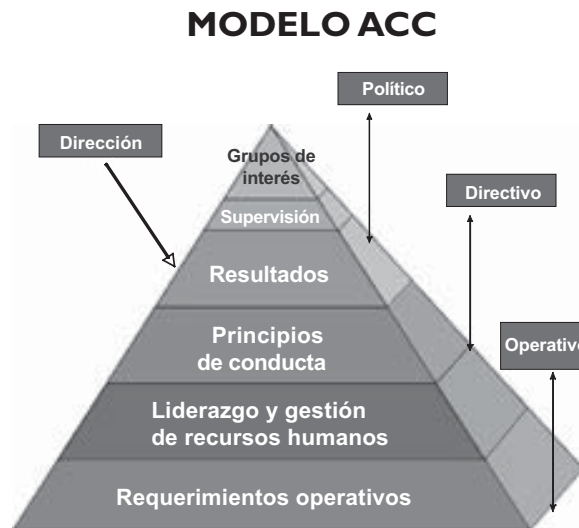 MODELO ACC
Político
Dirección
Grupos de
interés
Directivo
Supervisión
Resultados
Principios
de conducta
Operativo
Liderazgo y gestión
de recursos humanos
Requerimientos operativos